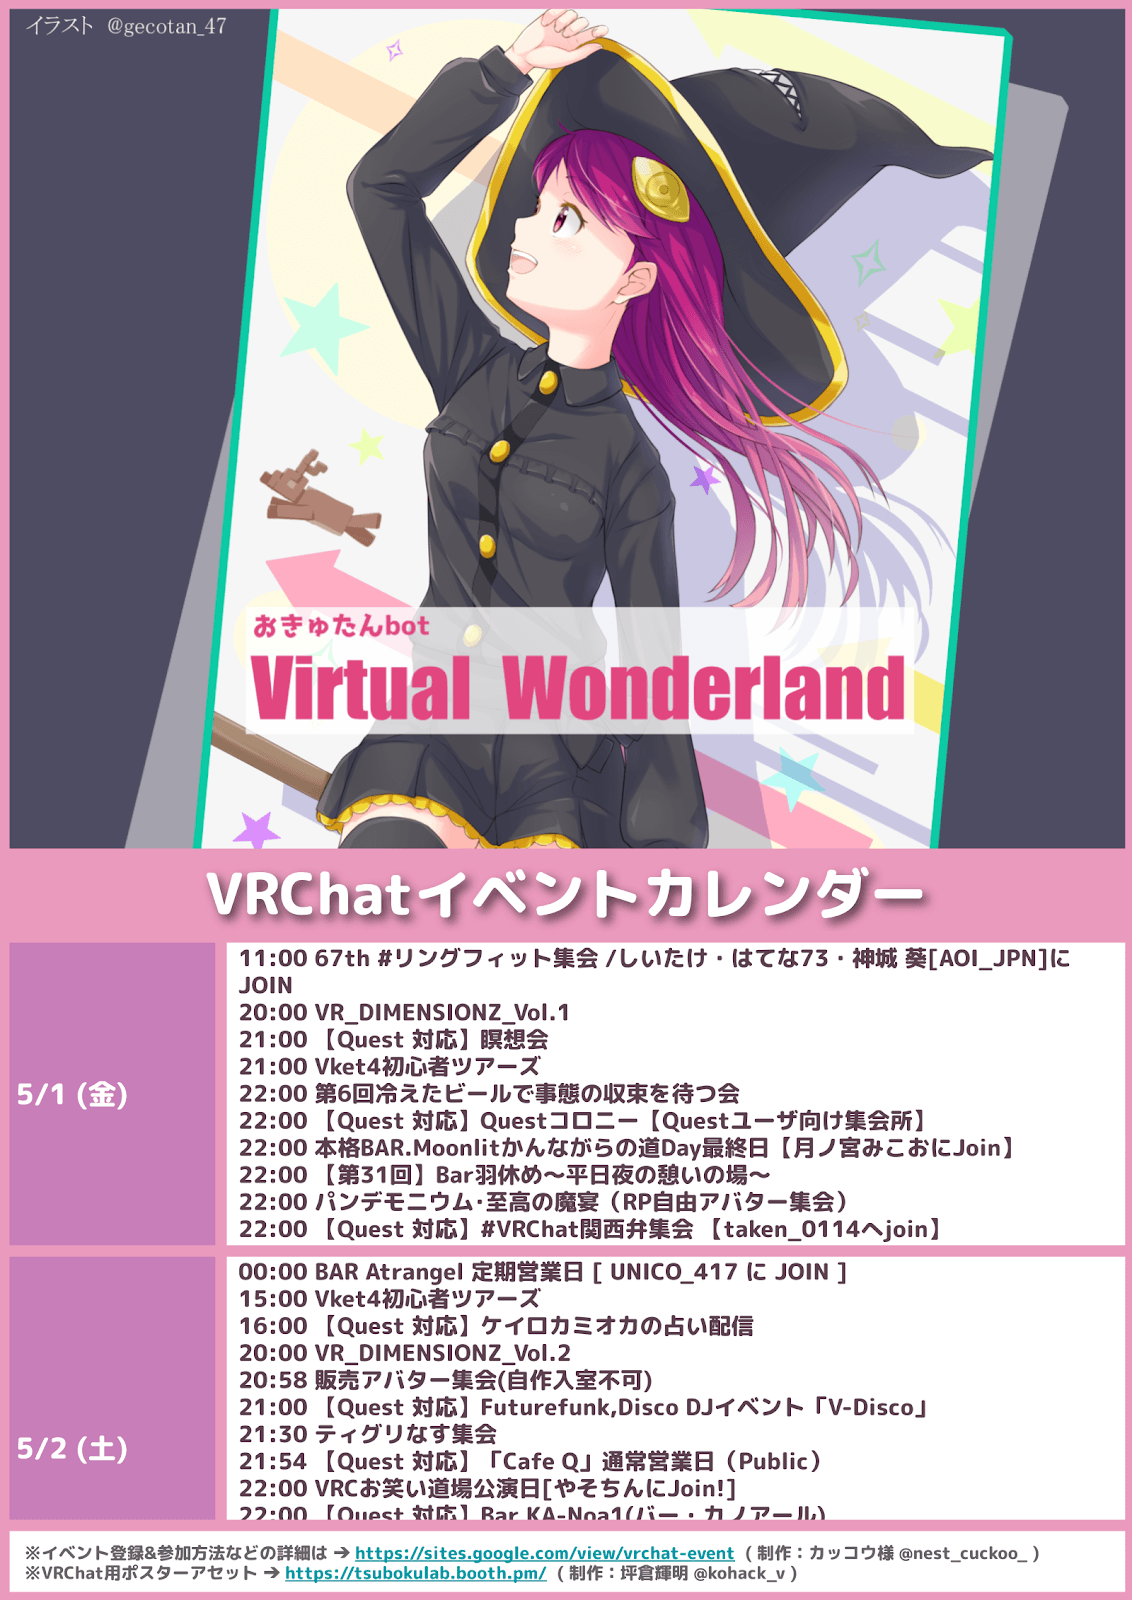 イラスト @gecotan_47
おきゅたんbot
Virtual Wonderland
VRChatイベントカレンダー
5/1 (金)
11:00 67th #リングフィット集会 /しいたけ・はてな73・神城 葵[AOI_JPN]に
JOIN
20:00 VR_DIMENSIONZ_Vol.1
21:00 【Quest 対応】瞑想会
21:00 Vket4初心者ツアーズ
22:00 第6回冷えたビールで事態の収束を待つ会
22:00 【Quest 対応】Questコロニー【Questユーザ向け集会所】
22:00 本格BAR.Moonlitかんながらの道Day最終日【月ノ宮みこおにJoin】
22:00 【第31回】Bar羽休め～平日夜の憩いの場～
22:00 パンデモニウム･至高の魔宴（RP自由アバター集会）
22:00 【Quest 対応】#VRChat関西弁集会 【taken_0114へjoin】
5/2 (土)
00:00 BAR Atrangel 定期営業日 [ UNICO_417 に JOIN ]
15:00 Vket4初心者ツアーズ
16:00 【Quest 対応】ケイロカミオカの占い配信
20:00 VR_DIMENSIONZ_Vol.2
20:58 販売アバター集会(自作入室不可)
21:00 【Quest 対応】Futurefunk,Disco DJイベント「V-Disco」
21:30 ティグリなす集会
21:54 【Quest 対応】「Cafe Q」通常営業日（Public）
22:00 VRCお笑い道場公演日[やそちんにJoin!]
22:00 【Quest 対応】Bar KA-Noa1(バー・カノアール)
※イベント登録&参加方法などの詳細は → https://sites.google.com/view/vrchat-event ( 制作：カッコウ様 @nest_cuckoo_ )
※VRChat用ポスターアセット → https://tsubokulab.booth.pm/ ( 制作：坪倉輝明 @kohack_v )